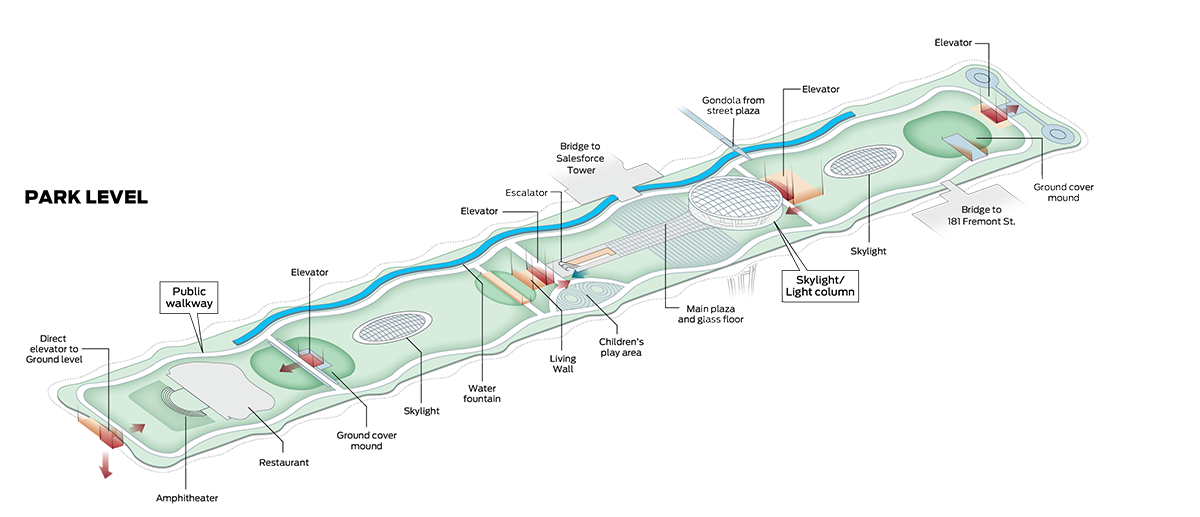 PARK LEVEL
Elevator
Elevator
Gondola from
street plaza
Bridge to
Salesforce
Tower
Escalator
Elevator
Ground cover
mound
Bridge to
181 Fremont St.
Skylight
Elevator
Skylight/
Light column
Public
walkway
Main plaza
and glass floor
Direct
elevator to
Ground level
Children's
play area
Living
Wall
Water
fountain
Skylight
Ground cover
mound
Restaurant
Amphitheater